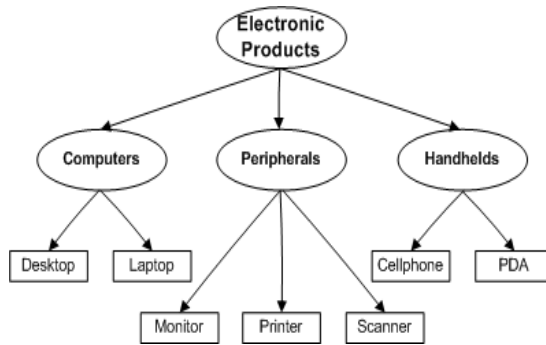 Electronic
Products
Computers
Peripherals
Handhelds
Desktop
Laptop
Cellphone
PDA
Monitor
Printer
Scanner